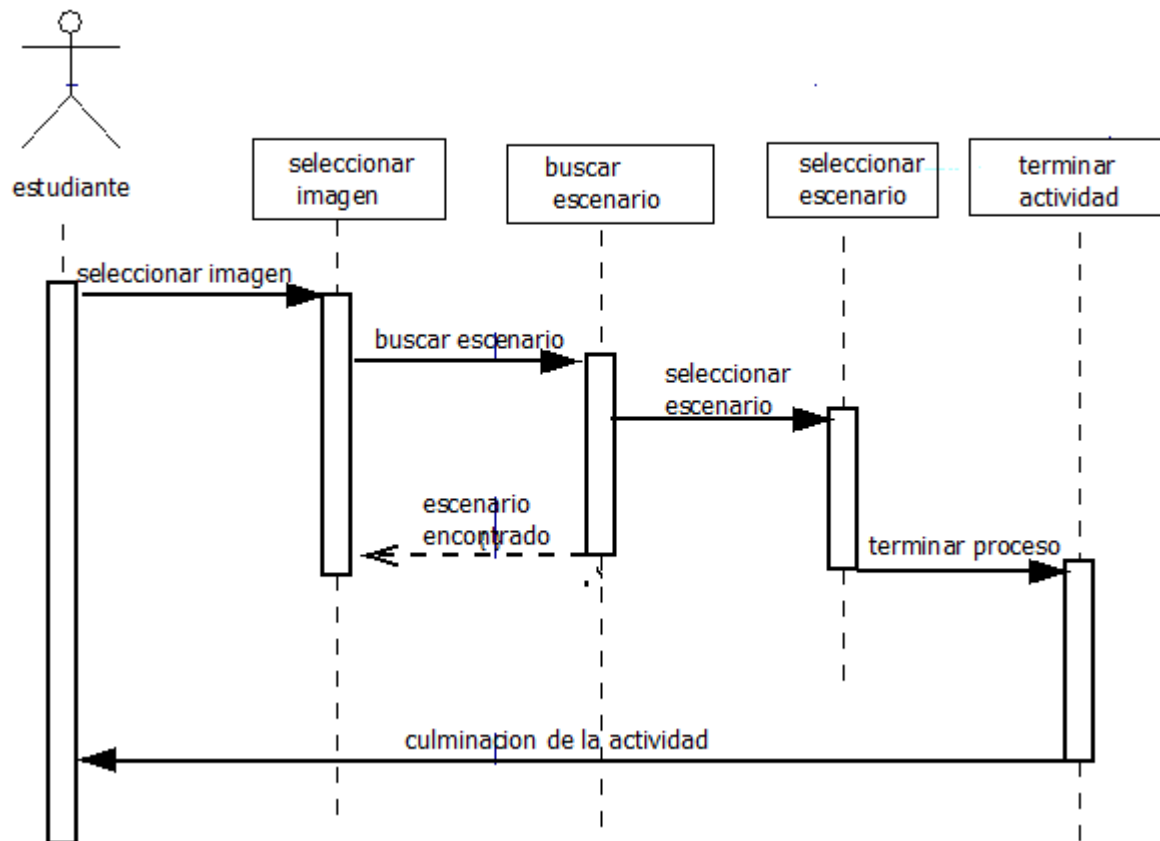 estudiante
seleccionar
imagen
buscar
escenario
seleccionar
escenario
terminar
actividad
seleccionar imagen
buscar escenario
seleccionar
escenario
escenario
encontrado
terminar proceso
culminacion de la actividad